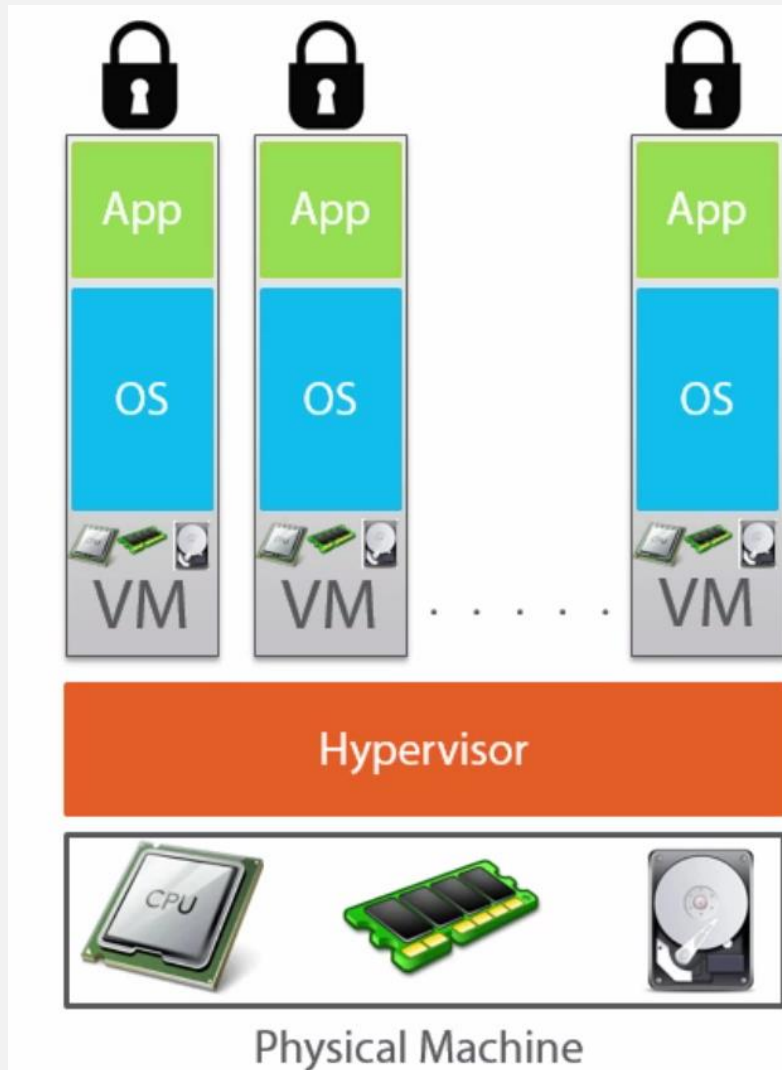 App
App
App
OS
OS
OS
VM
VM
. . . . .
VM
Hypervisor
CPU
Physical Machine